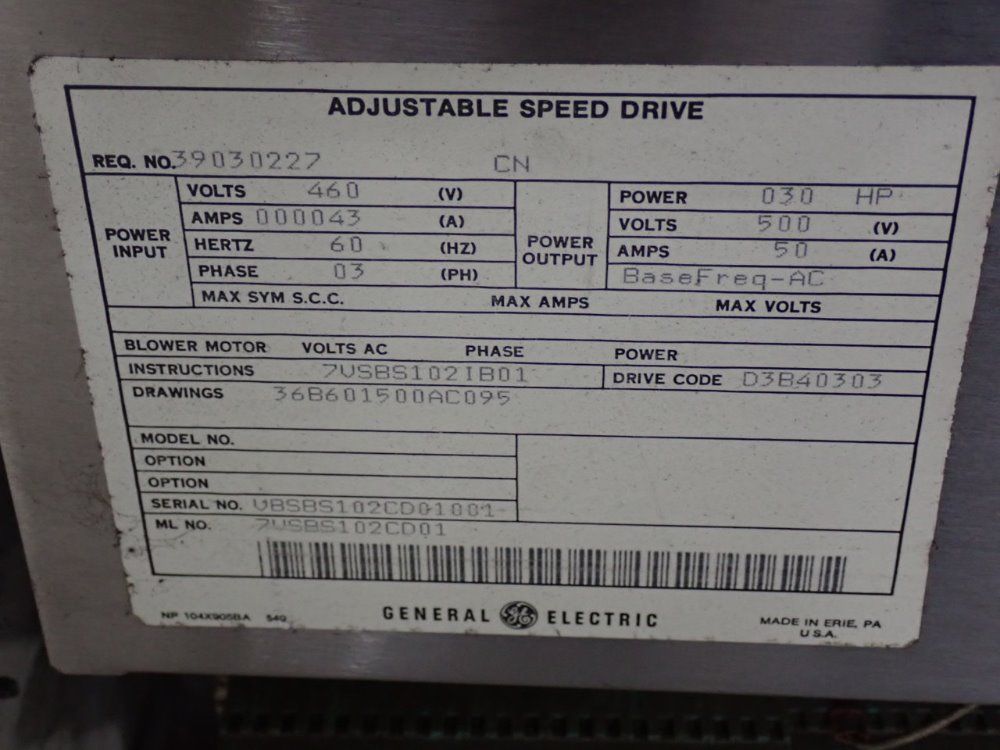 ADJUSTABLE SPEED DRIVE
REQ. NO. 39030227 CN
POWER INPUT
VOLTS 460 (V)
AMPS 000043 (A)
HERTZ 60 (HZ)
PHASE 03 (PH)
POWER OUTPUT
POWER 030 HP
VOLTS 500 (V)
AMPS 50 (A)
BaseFreq-AC
MAX SYM S.C.C. MAX AMPS MAX VOLTS
BLOWER MOTOR VOLTS AC PHASE POWER
INSTRUCTIONS 7VSBS102IB01 DRIVE CODE D3B40303
DRAWINGS 36B601500AC095
MODEL NO.
OPTION
OPTION
SERIAL NO. VBSBS102CD01001
ML NO. 7VSBS102CD01
NP 104X905BA 540
GENERAL GE ELECTRIC
MADE IN ERIE, PA
U.S.A.